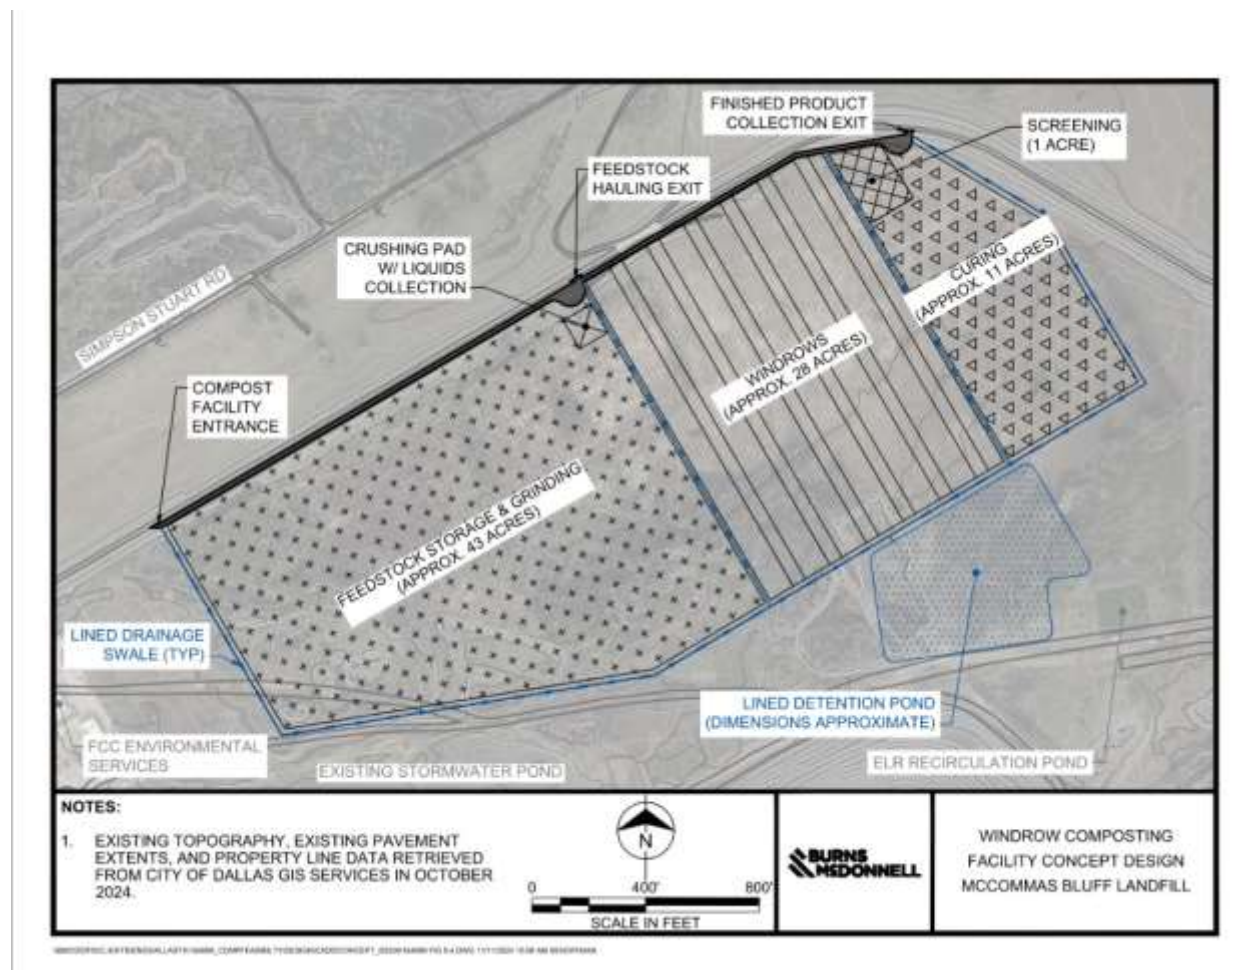 FINISHED PRODUCT
COLLECTION EXIT
SCREENING
(1 ACRE)
FEEDSTOCK
HAULING EXIT
CRUSHING PAD
W/ LIQUIDS
COLLECTION
SIMPSON STUART RD
CURING
(APPROX. 11 ACRES)
WINDROWS
(APPROX. 28 ACRES)
COMPOST
FACILITY
ENTRANCE
FEEDSTOCK STORAGE & GRINDING
(APPROX. 43 ACRES)
LINED DRAINAGE
SWALE (TYP)
LINED DETENTION POND
(DIMENSIONS APPROXIMATE)
FCC ENVIRONMENTAL
SERVICES
EXISTING STORMWATER POND
ELR RECIRCULATION POND
NOTES:
1. EXISTING TOPOGRAPHY, EXISTING PAVEMENT
EXTENTS, AND PROPERTY LINE DATA RETRIEVED
FROM CITY OF DALLAS GIS SERVICES IN OCTOBER
2024.
N
0 400' 800'
SCALE IN FEET
BURNS
MCDONNELL
WINDROW COMPOSTING
FACILITY CONCEPT DESIGN
MCCOMMAS BLUFF LANDFILL